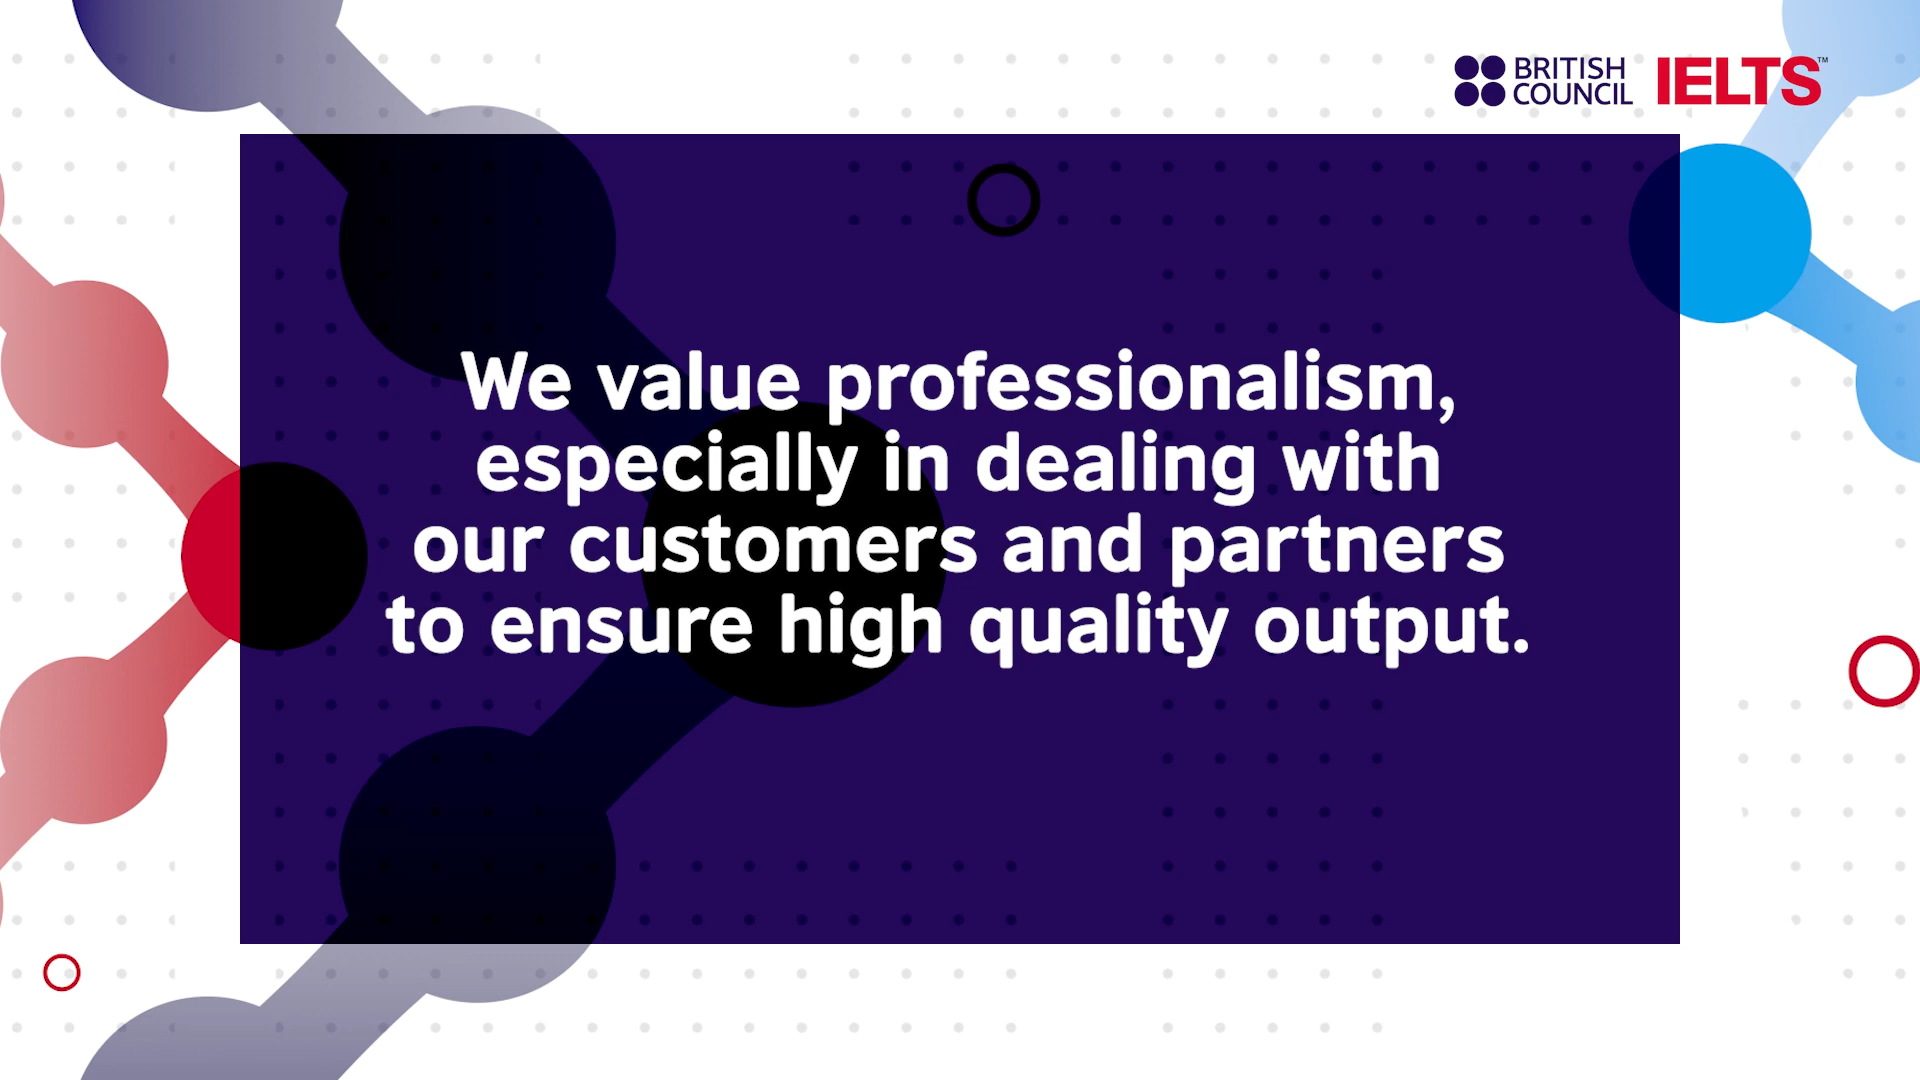 BRITISH
COUNCIL
IELTS™
We value professionalism,
especially in dealing with
our customers and partners
to ensure high quality output.